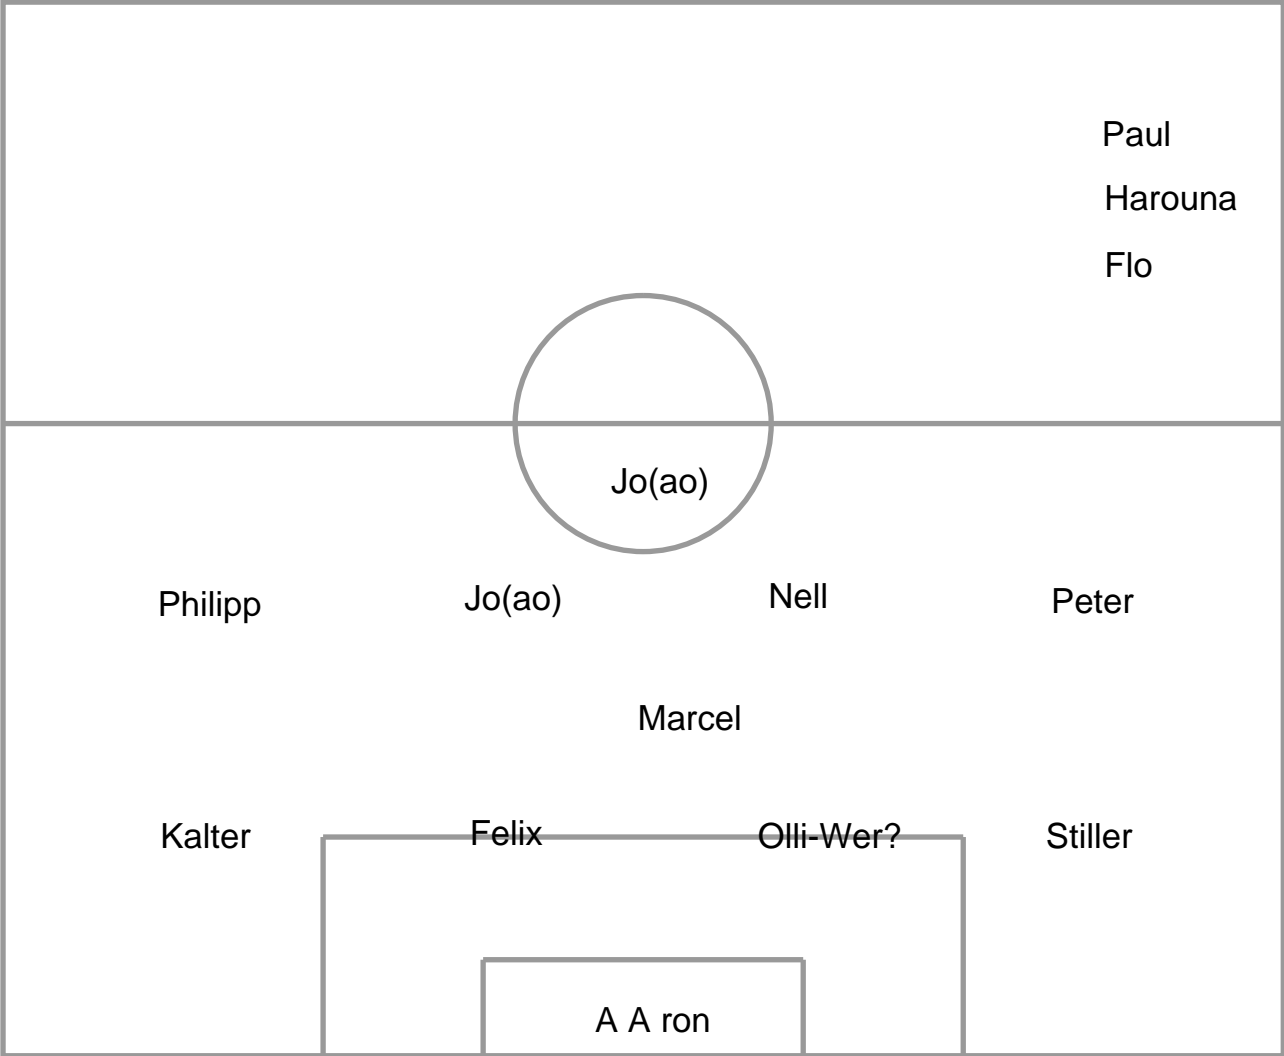 Paul
Harouna
Flo
Jo(ao)
Philipp Jo(ao) Nell Peter
Marcel
Kalter Felix Olli-Wer? Stiller
A A ron